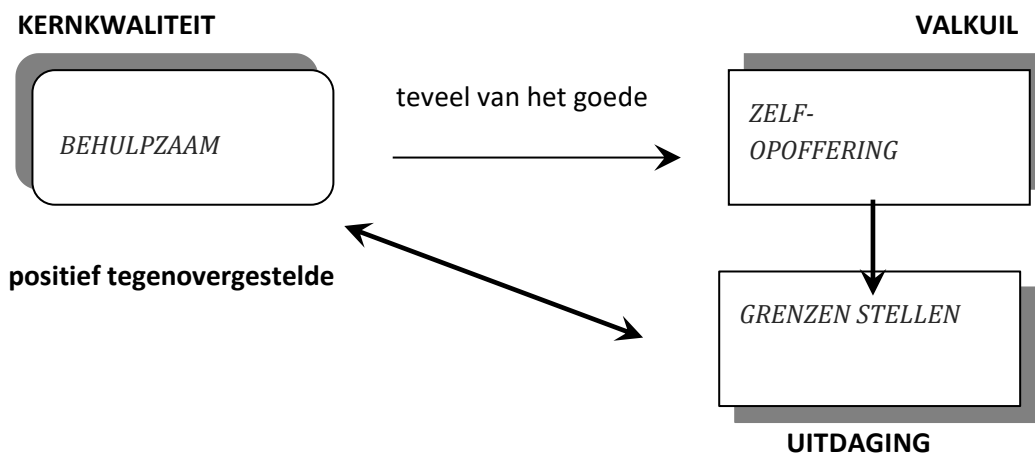 KERNKWALITEIT
VALKUIL
teveel van het goede
BEHULPZAAM
ZELF-
OPOFFERING
positief tegenovergestelde
GRENZEN STELLEN
UITDAGING